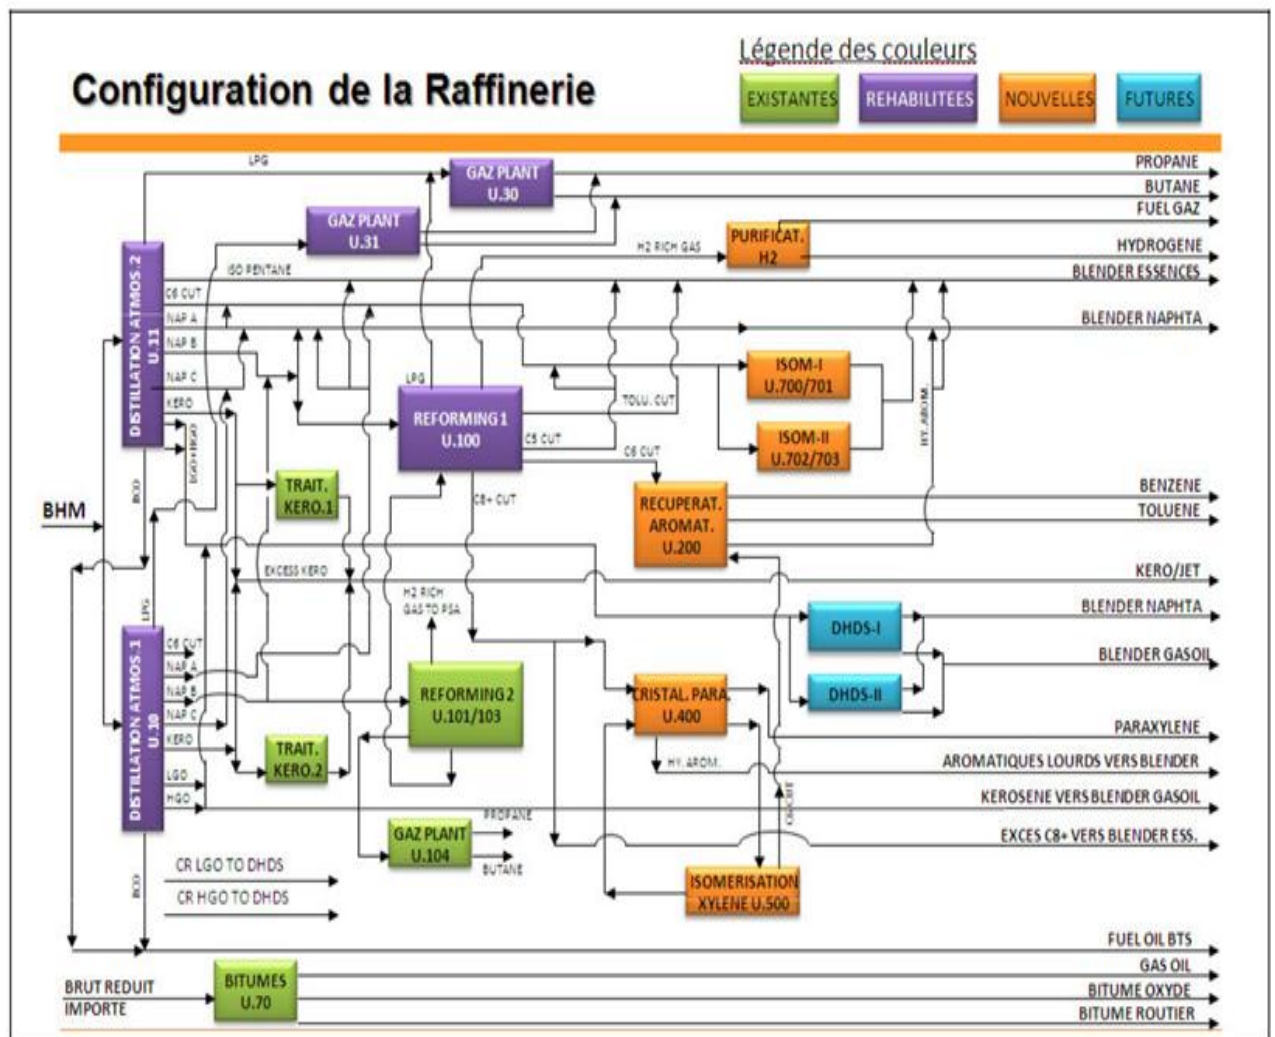 Légende des couleurs
Configuration de la Raffinerie
EXISTANTES
REHABILITEES
NOUVELLES
FUTURES
LPG
GAZ PLANT
U.30
PROPANE
BUTANE
FUEL GAZ
GAZ PLANT
U.31
H2 RICH GAS
PURIFICAT.
H2
HYDROGENE
BLENDER ESSENCES
DISTILLATION ATMOS.2
U.11
ISO PENTANE
C6 CUT
NAP A
NAP B
NAP C
KERO
LGO+HGO
BLENDER NAPHTA
ISOM-I
U.700/701
ISOM-II
U.702/703
HY. AROM.
LPG
REFORMING 1
U.100
TOLU. CUT
C5 CUT
C6 CUT
C8+ CUT
BCO
BHM
TRAIT.
KERO.1
RECUPERAT.
AROMAT.
U.200
BENZENE
TOLUENE
EXCESS KERO
KERO/JET
H2 RICH
GAS TO PSA
BLENDER NAPHTA
DHDS-I
BLENDER GASOIL
DHDS-II
LPG
DISTILLATION ATMOS.1
U.10
C6 CUT
NAP A
NAP B
NAP C
KERO
LGO
HGO
REFORMING 2
U.101/103
CRISTAL. PARA.
U.400
PARAXYLENE
TRAIT.
KERO.2
HY. AROM.
AROMATIQUES LOURDS VERS BLENDER
KEROSENE VERS BLENDER GASOIL
PROPANE
GAZ PLANT
U.104
BUTANE
EXCES C8+ VERS BLENDER ESS.
BCO
CR LGO TO DHDS
CR HGO TO DHDS
ISOMERISATION
XYLENE U.500
FUEL OIL BTS
BITUMES
U.70
GAS OIL
BRUT REDUIT
IMPORTE
BITUME OXYDE
BITUME ROUTIER